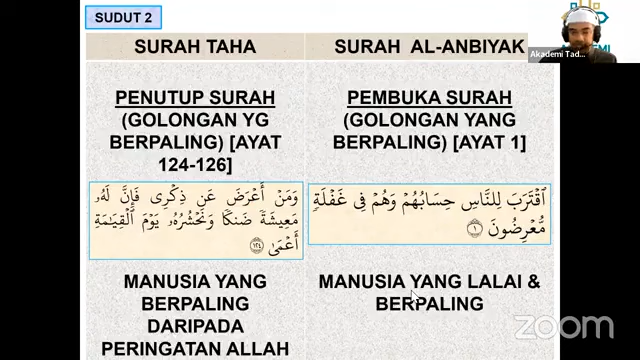 SUDUT 2
SURAH TAHA
SURAH AL-ANBIYAK
PENUTUP SURAH
(GOLONGAN YG
BERPALING) [AYAT
124-126]
وَمَنْ أَعْرَضَ عَن ذِكْرِى فَإِنَّ لَهُۥ
مَعِيشَةً ضَنكًا وَنَحْشُرُهُۥ يَوْمَ ٱلْقِيَٰمَةِ
أَعْمَىٰ ١٢٤
MANUSIA YANG
BERPALING
DARIPADA
PERINGATAN ALLAH
PEMBUKA SURAH
(GOLONGAN YANG
BERPALING) [AYAT 1]
ٱقْتَرَبَ لِلنَّاسِ حِسَابُهُمْ وَهُمْ فِى غَفْلَةٍ
مُّعْرِضُونَ ١
MANUSIA YANG LALAI &
BERPALING
Akademi Tad...
zoom